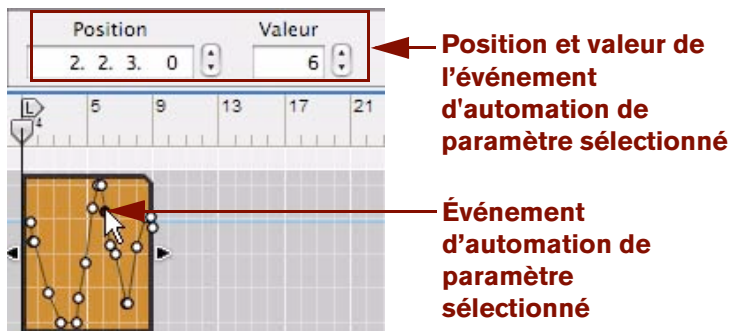 Position Valeur
2. 2. 3. 0 6
L 5 9 13 17 21
4
Position et valeur de
l’événement
d'automation de
paramètre sélectionné
Événement
d’automation de
paramètre
sélectionné